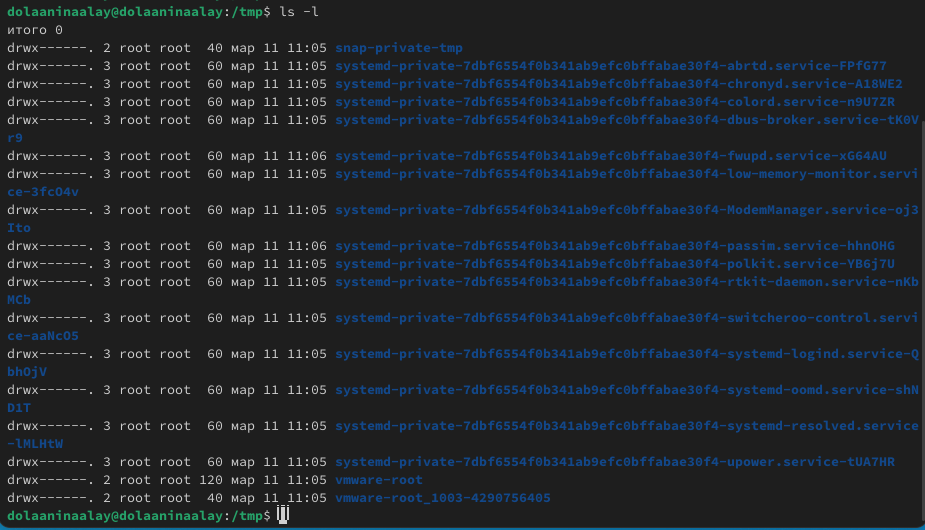 dolaaninaalay@dolaaninaalay:/tmp$ ls -l
итого 0
drwx------. 2 root root  40 мар 11 11:05 snap-private-tmp
drwx------. 3 root root  60 мар 11 11:05 systemd-private-7dbf6554f0b341ab9efc0bffabae30f4-abrtd.service-FPfG77
drwx------. 3 root root  60 мар 11 11:05 systemd-private-7dbf6554f0b341ab9efc0bffabae30f4-chronyd.service-A18WE2
drwx------. 3 root root  60 мар 11 11:05 systemd-private-7dbf6554f0b341ab9efc0bffabae30f4-colord.service-n9U7ZR
drwx------. 3 root root  60 мар 11 11:05 systemd-private-7dbf6554f0b341ab9efc0bffabae30f4-dbus-broker.service-tK0V
r9
drwx------. 3 root root  60 мар 11 11:06 systemd-private-7dbf6554f0b341ab9efc0bffabae30f4-fwupd.service-xG64AU
drwx------. 3 root root  60 мар 11 11:05 systemd-private-7dbf6554f0b341ab9efc0bffabae30f4-low-memory-monitor.servi
ce-3fcO4v
drwx------. 3 root root  60 мар 11 11:05 systemd-private-7dbf6554f0b341ab9efc0bffabae30f4-ModemManager.service-oj3
Ito
drwx------. 3 root root  60 мар 11 11:06 systemd-private-7dbf6554f0b341ab9efc0bffabae30f4-passim.service-hhnOHG
drwx------. 3 root root  60 мар 11 11:05 systemd-private-7dbf6554f0b341ab9efc0bffabae30f4-polkit.service-YB6j7U
drwx------. 3 root root  60 мар 11 11:05 systemd-private-7dbf6554f0b341ab9efc0bffabae30f4-rtkit-daemon.service-nKb
MCb
drwx------. 3 root root  60 мар 11 11:05 systemd-private-7dbf6554f0b341ab9efc0bffabae30f4-switcheroo-control.servi
ce-aaNcO5
drwx------. 3 root root  60 мар 11 11:05 systemd-private-7dbf6554f0b341ab9efc0bffabae30f4-systemd-logind.service-Q
bhOjV
drwx------. 3 root root  60 мар 11 11:05 systemd-private-7dbf6554f0b341ab9efc0bffabae30f4-systemd-oomd.service-shN
D1T
drwx------. 3 root root  60 мар 11 11:05 systemd-private-7dbf6554f0b341ab9efc0bffabae30f4-systemd-resolved.service
-lMLHtW
drwx------. 3 root root  60 мар 11 11:05 systemd-private-7dbf6554f0b341ab9efc0bffabae30f4-upower.service-tUA7HR
drwx------. 2 root root 120 мар 11 11:05 vmware-root
drwx------. 2 root root  40 мар 11 11:05 vmware-root_1003-4290756405
dolaaninaalay@dolaaninaalay:/tmp$